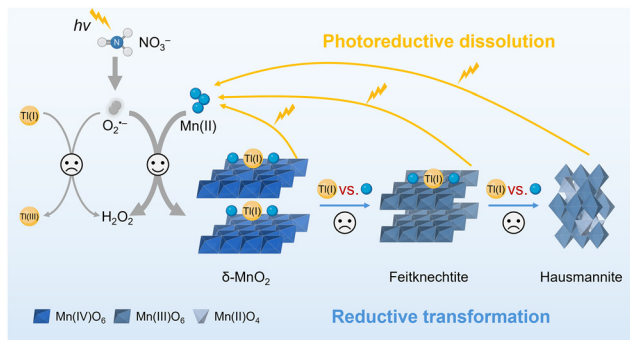 hv
NO₃⁻
Photoreductive dissolution
Tl(I)
O₂•⁻
Mn(II)
Tl(I)
Tl(I) vs.
Tl(I)
Tl(I) vs.
Tl(III)
H₂O₂
Tl(I)
δ-MnO₂
Feitknechtite
Hausmannite
Mn(IV)O₆
Mn(III)O₆
Mn(II)O₄
Reductive transformation
N